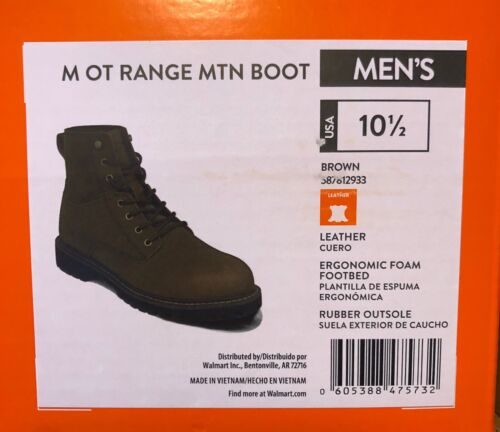 M OT RANGE MTN BOOT
MEN'S
USA
10½
BROWN
587812933
LEATHER
LEATHER
CUERO
ERGONOMIC FOAM
FOOTBED
PLANTILLA DE ESPUMA
ERGONÓMICA
RUBBER OUTSOLE
SUELA EXTERIOR DE CAUCHO
Distributed by/Distribuido por
Walmart Inc., Bentonville, AR 72716
MADE IN VIETNAM/HECHO EN VIETNAM
Find more at Walmart.com
0 605388 475732